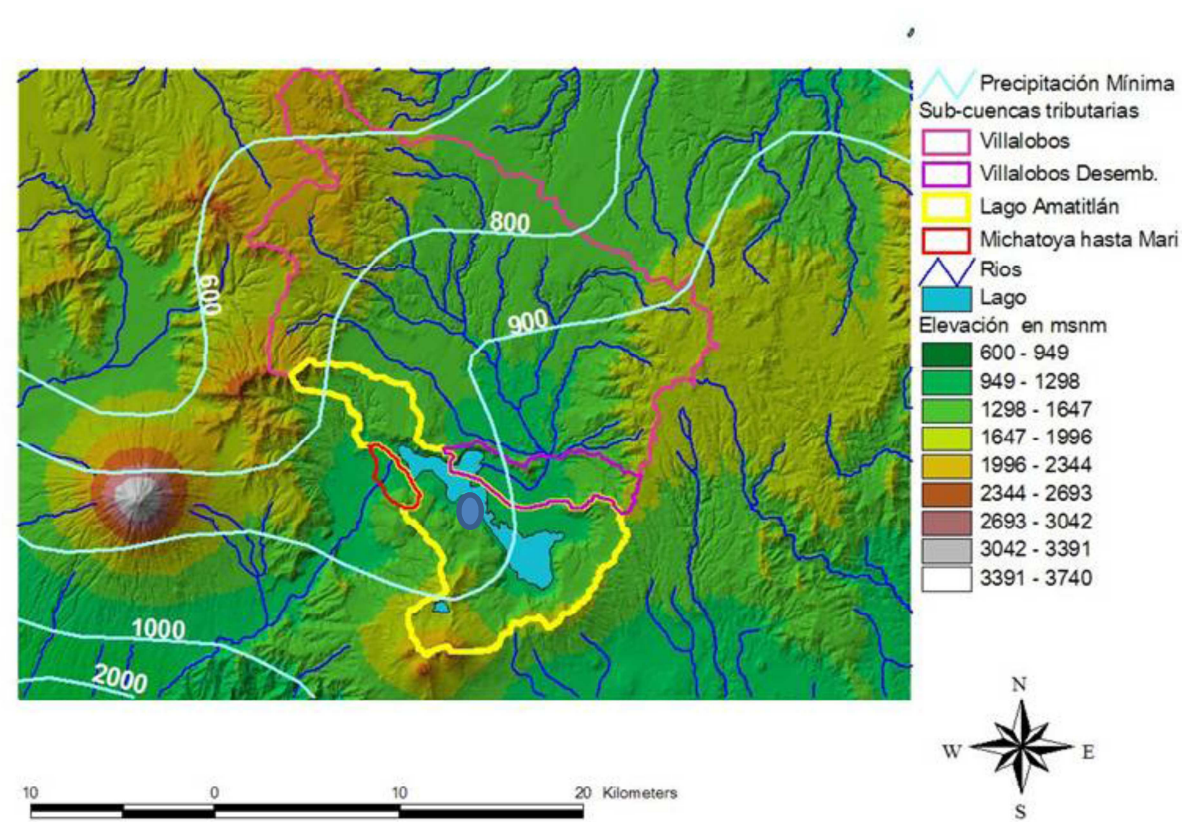 Precipitación Mínima
Sub-cuencas tributarias
Villalobos
Villalobos Desemb.
Lago Amatitlán
Michatoya hasta Mari
Rios
Lago
Elevación en msnm
600 - 949
949 - 1298
1298 - 1647
1647 - 1996
1996 - 2344
2344 - 2693
2693 - 3042
3042 - 3391
3391 - 3740
800
600
900
1000
2000
N
W E
S
10 0 10 20 Kilometers